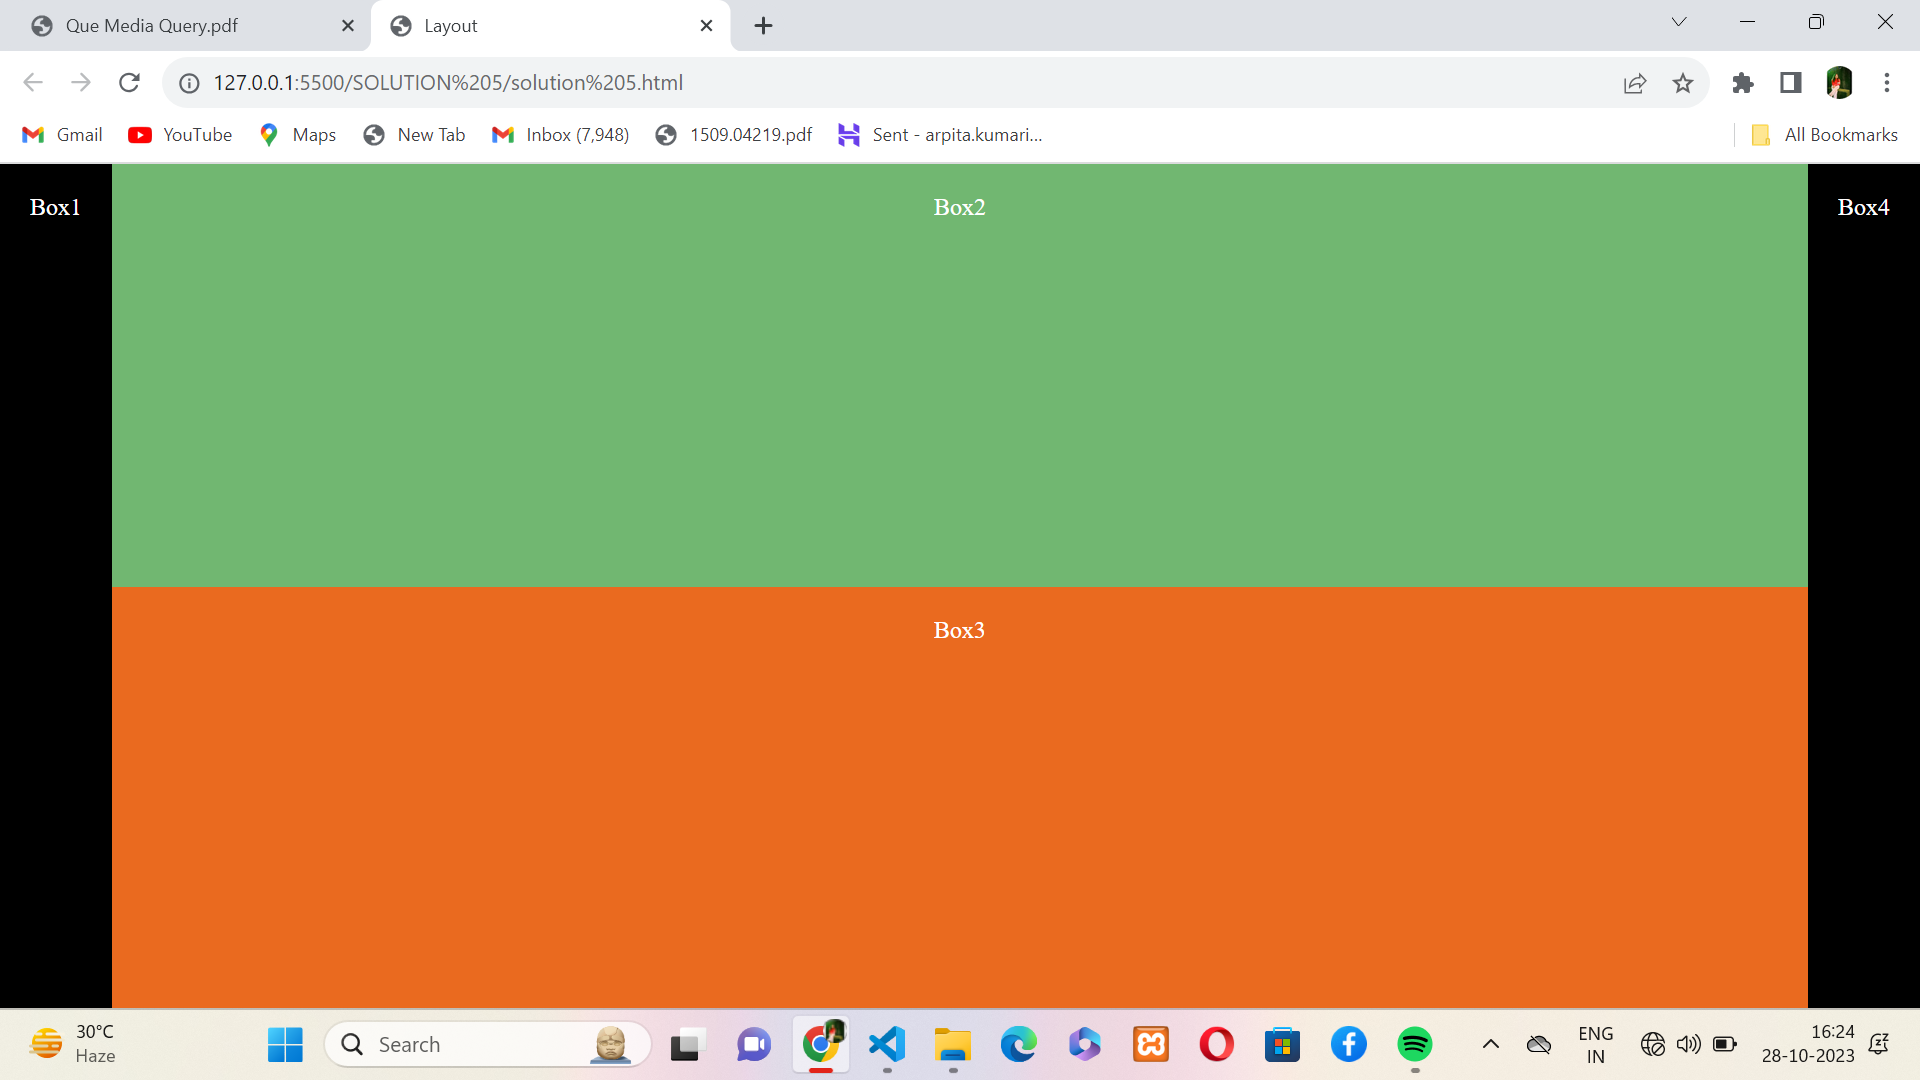 Que Media Query.pdf
Layout
127.0.0.1:5500/SOLUTION%205/solution%205.html
Gmail
YouTube
Maps
New Tab
Inbox (7,948)
1509.04219.pdf
Sent - arpita.kumari...
All Bookmarks
Box1
Box2
Box4
Box3
30°C
Haze
Search
ENG
IN
16:24
28-10-2023